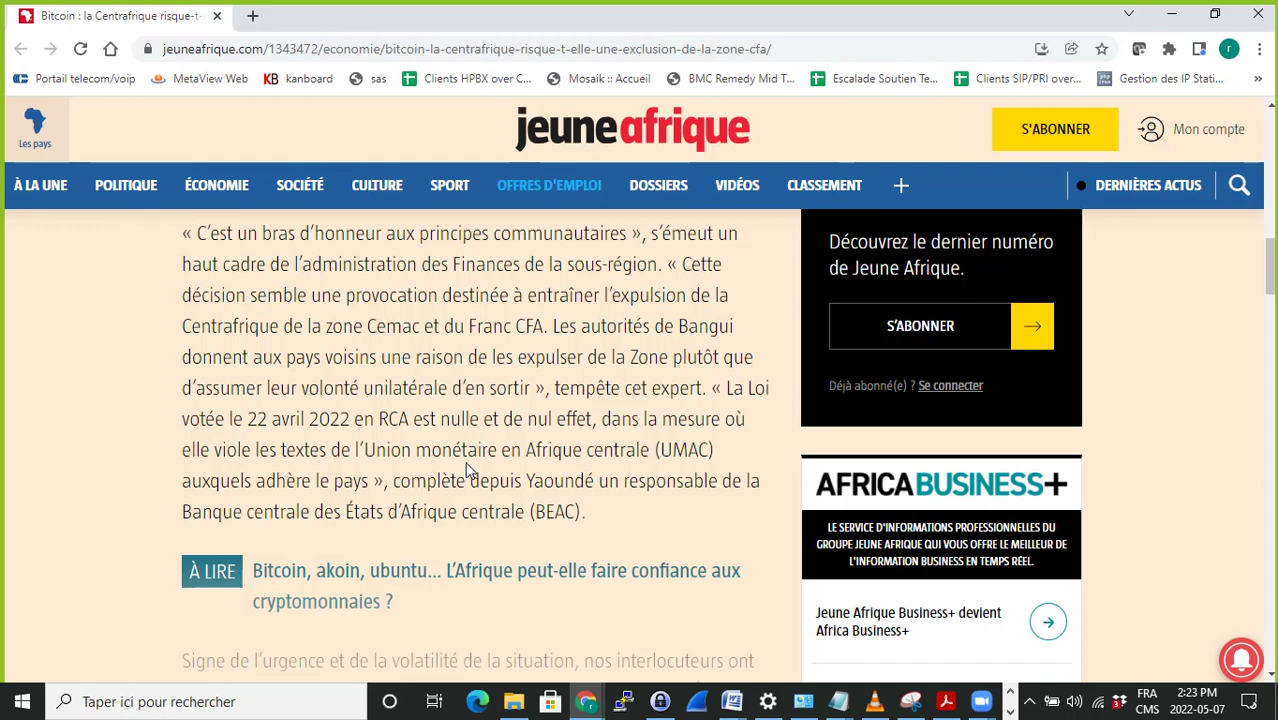 Bitcoin : la Centrafrique risque-t-
jeuneafrique.com/1343472/economie/bitcoin-la-centrafrique-risque-t-elle-une-exclusion-de-la-zone-cfa/
r
Portail telecom/voip
MetaView Web
KB kanboard
sas
Clients HPBX over C...
Mosaik :: Accueil
BMC Remedy Mid T...
Escalade Soutien Te...
Clients SIP/PRI over...
Gestion des IP Stati...
»
Les pays
jeuneafrique
S'ABONNER
Mon compte
À LA UNE
POLITIQUE
ÉCONOMIE
SOCIÉTÉ
CULTURE
SPORT
OFFRES D'EMPLOI
DOSSIERS
VIDÉOS
CLASSEMENT
DERNIÈRES ACTUS
« C'est un bras d'honneur aux principes communautaires », s'émeut un
haut cadre de l'administration des Finances de la sous-région. « Cette
décision semble une provocation destinée à entraîner l'expulsion de la
Centrafrique de la zone Cemac et du Franc CFA. Les autorités de Bangui
donnent aux pays voisins une raison de les expulser de la Zone plutôt que
d'assumer leur volonté unilatérale d'en sortir », tempête cet expert. « La Loi
votée le 22 avril 2022 en RCA est nulle et de nul effet, dans la mesure où
elle viole les textes de l'Union monétaire en Afrique centrale (UMAC)
auxquels adhère le pays », complète depuis Yaoundé un responsable de la
Banque centrale des États d'Afrique centrale (BEAC).
À LIRE
Bitcoin, akoin, ubuntu... L'Afrique peut-elle faire confiance aux
cryptomonnaies ?
Signe de l'urgence et de la volatilité de la situation, nos interlocuteurs ont
Découvrez le dernier numéro
de Jeune Afrique.
S'ABONNER
Déjà abonné(e) ? Se connecter
AFRICABUSINESS+
LE SERVICE D'INFORMATIONS PROFESSIONNELLES DU
GROUPE JEUNE AFRIQUE QUI VOUS OFFRE LE MEILLEUR DE
L'INFORMATION BUSINESS EN TEMPS RÉEL.
Jeune Afrique Business+ devient
Africa Business+
Taper ici pour rechercher
FRA
CMS
2:23 PM
2022-05-07